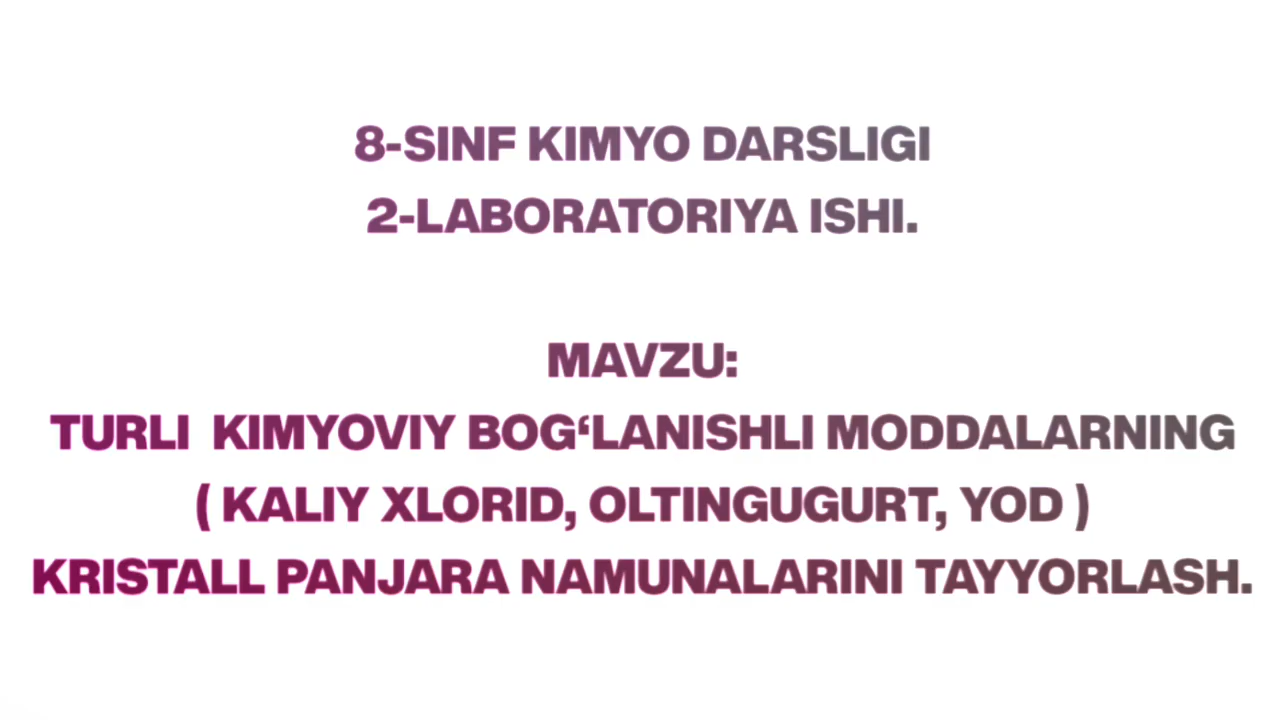 8-SINF KIMYO DARSLIGI
2-LABORATORIYA ISHI.
MAVZU:
TURLI KIMYOVIY BOG‘LANISHLI MODDALARNING
( KALIY XLORID, OLTINGUGURT, YOD )
KRISTALL PANJARA NAMUNALARINI TAYYORLASH.